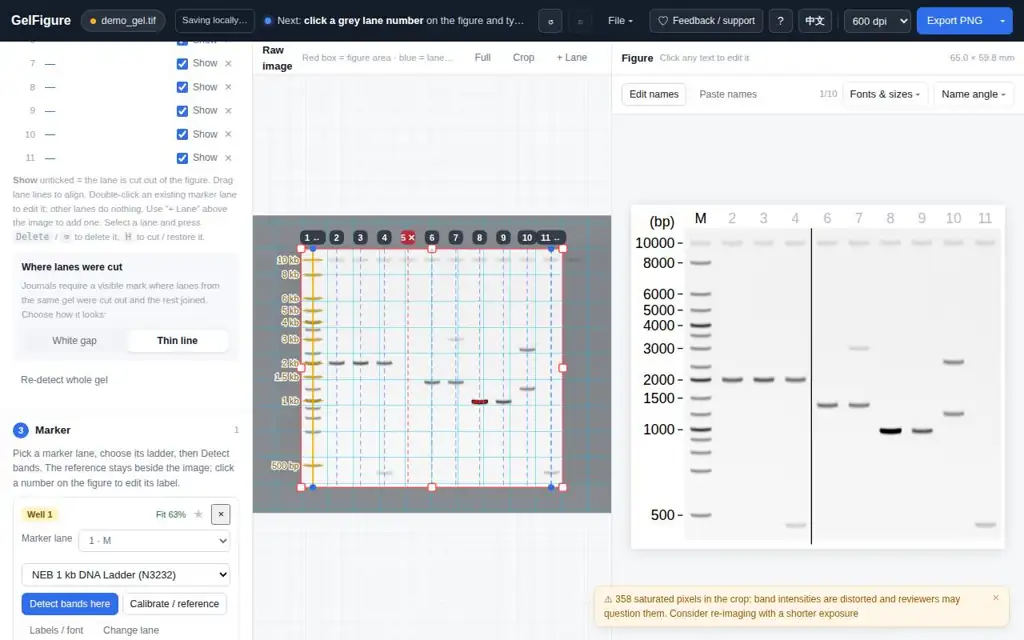 GelFigure
demo_gel.tif
Saving locally…
Next: click a grey lane number on the figure and ty…
File
Feedback / support
?
中文
600 dpi
Export PNG
7 — Show ×
8 — Show ×
9 — Show ×
10 — Show ×
11 — Show ×
Show unticked = the lane is cut out of the figure. Drag
lane lines to align. Double-click an existing marker lane
to edit it; other lanes do nothing. Use "+ Lane" above
the image to add one. Select a lane and press
Delete / ⌫ to delete it, H to cut / restore it.
Where lanes were cut
Journals require a visible mark where lanes from
the same gel were cut out and the rest joined.
Choose how it looks:
White gap
Thin line
Re-detect whole gel
3 Marker 1
Pick a marker lane, choose its ladder, then Detect
bands. The reference stays beside the image; click
a number on the figure to edit its label.
Well 1 Fit 63% ★ ×
Marker lane 1 · M
NEB 1 kb DNA Ladder (N3232)
Detect bands here
Calibrate / reference
Labels / font
Change lane
Raw
image
Red box = figure area · blue = lane…
Full
Crop
+ Lane
1 ↔ 2 3 4 5 × 6 7 8 9 10 11 ↔
10 kb
8 kb
6 kb
5 kb
4 kb
3 kb
2 kb
1.5 kb
1 kb
500 bp
Figure
Click any text to edit it
65.0 × 59.8 mm
Edit names
Paste names
1/10
Fonts & sizes
Name angle
(bp) M 2 3 4 6 7 8 9 10 11
10000
8000
6000
5000
4000
3000
2000
1500
1000
500
⚠ 358 saturated pixels in the crop: band intensities are distorted and reviewers may
question them. Consider re-imaging with a shorter exposure
×